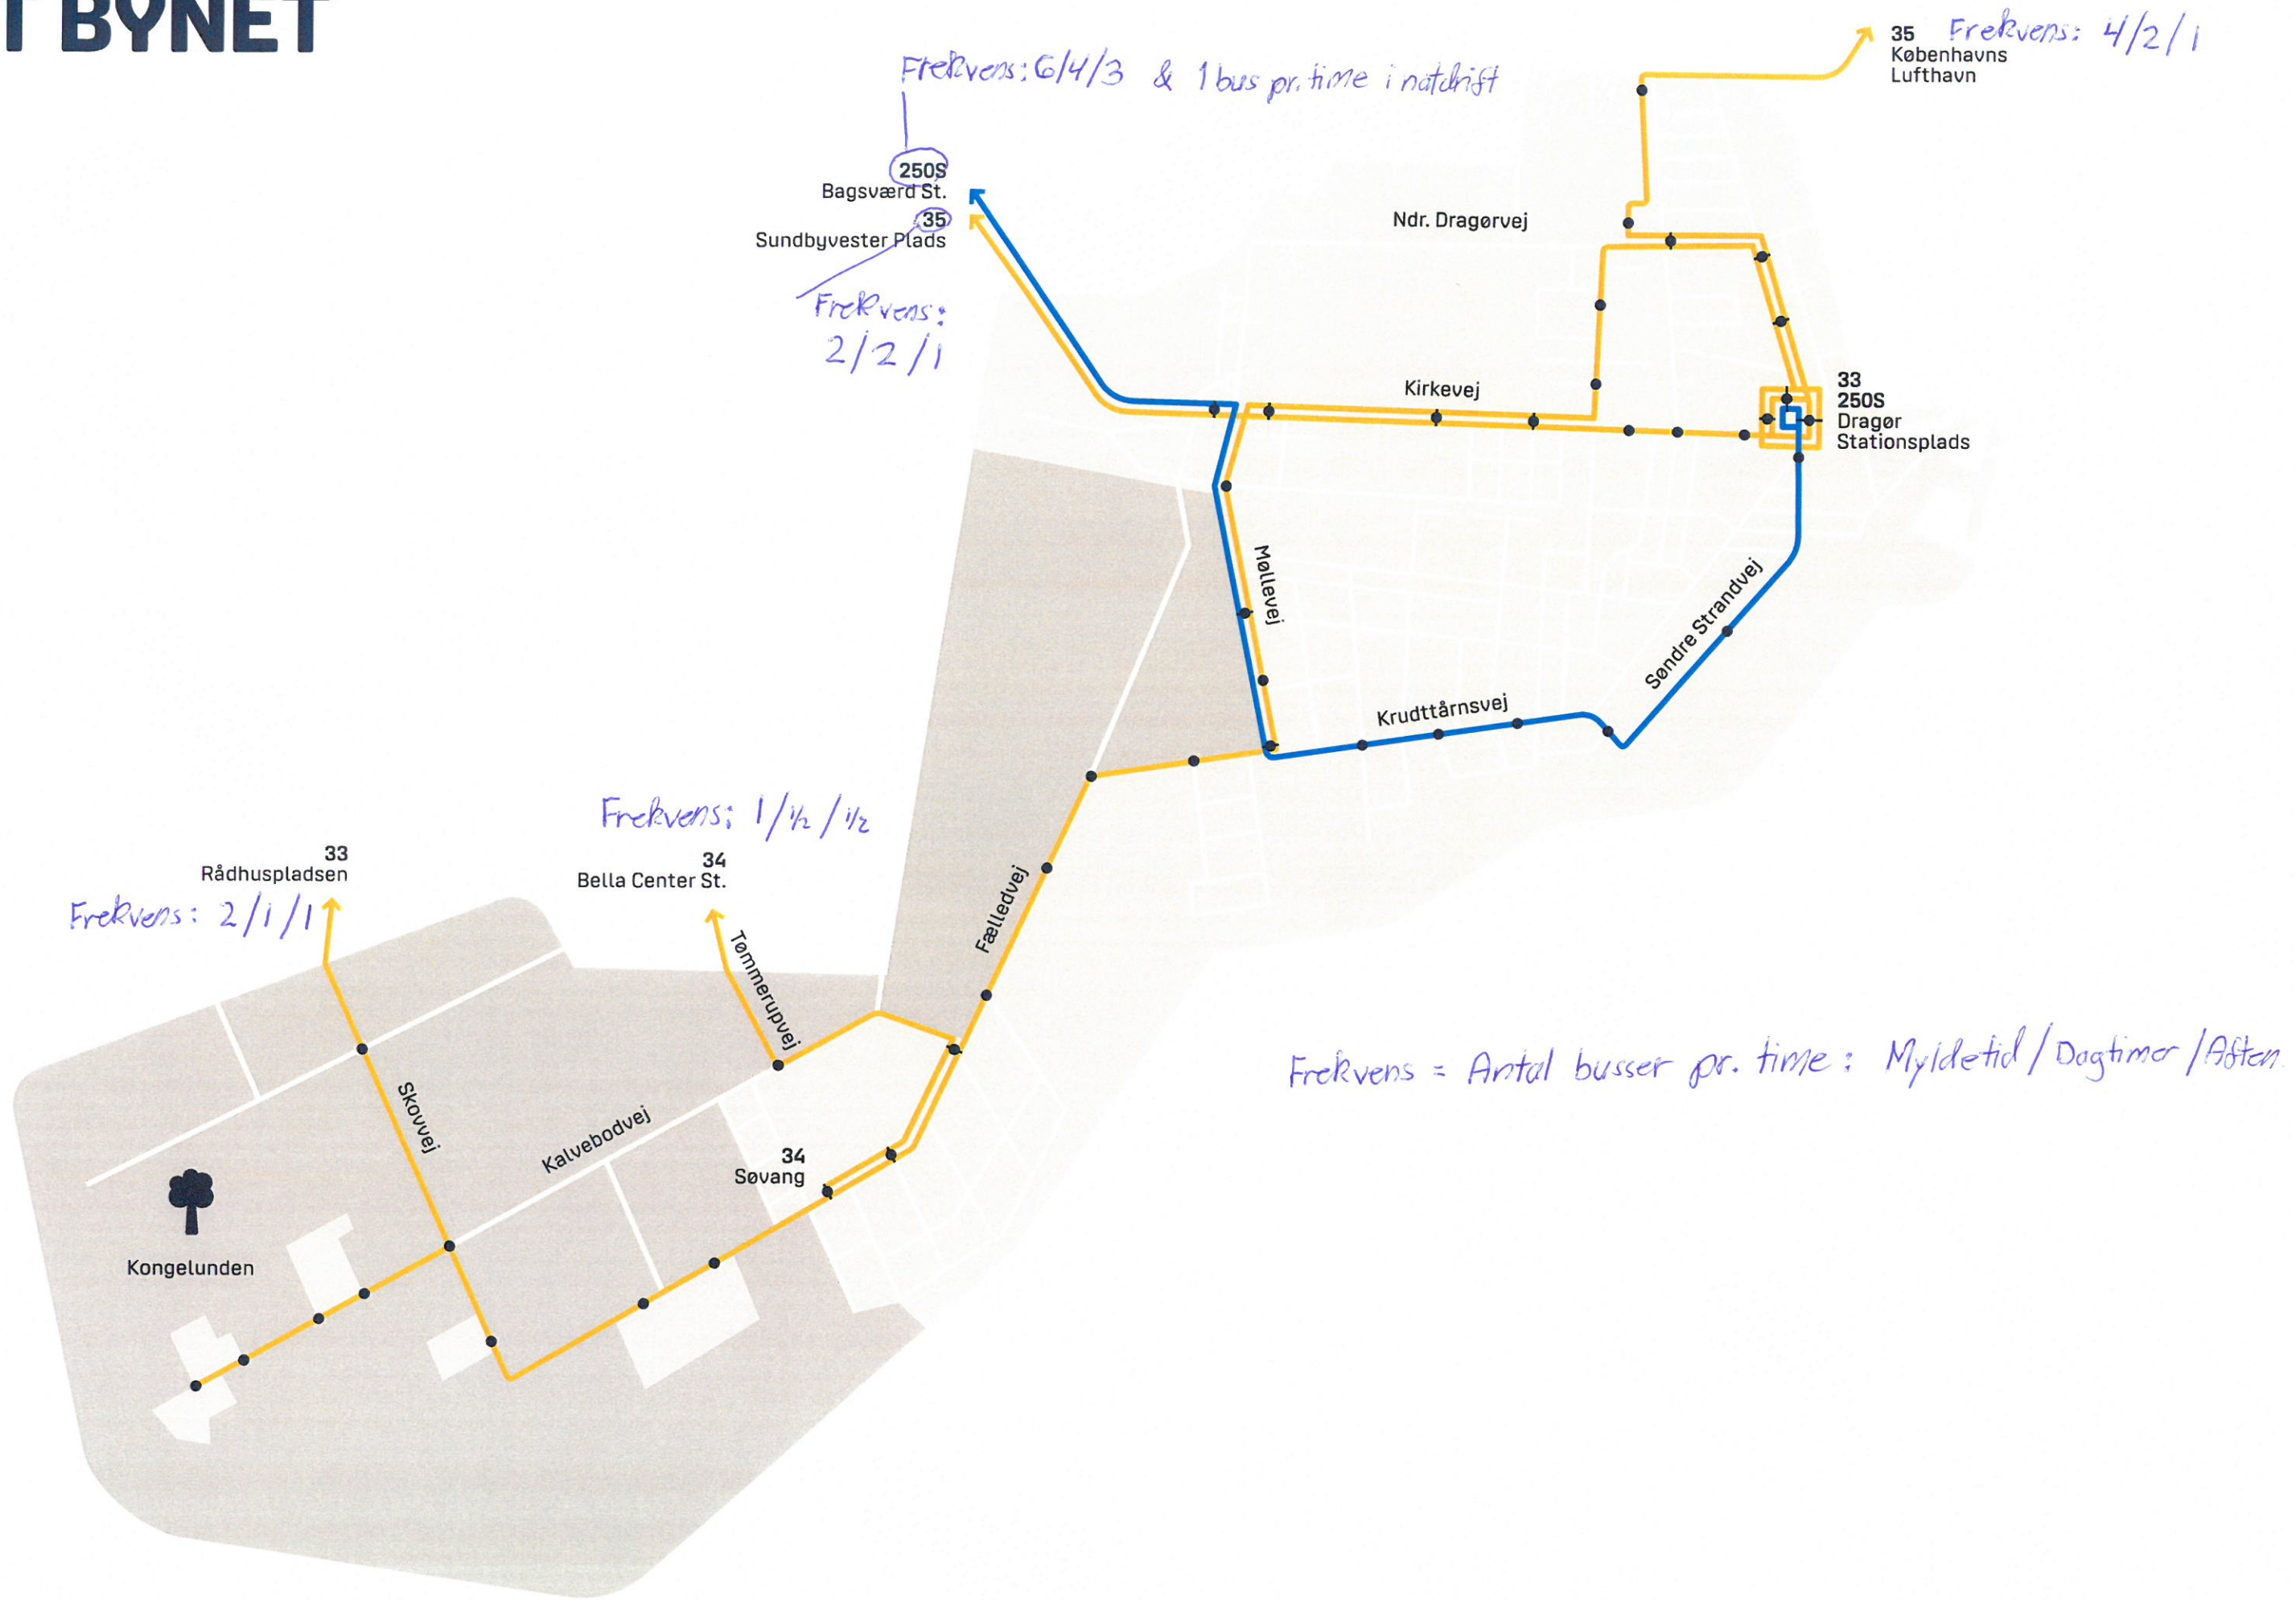 T BYNET
35 Frekvens: 4/2/1
Københavns
Lufthavn
Frekvens: 6/4/3 & 1 bus pr. time i natdrift
250S
Bagsværd St.
35
Sundbyvester Plads
Frekvens:
2/2/1
Ndr. Dragørvej
Kirkevej
33
250S
Dragør
Stationsplads
Møllevej
Søndre Strandvej
Krudttårnsvej
Frekvens: 1/½/½
34
Bella Center St.
33
Rådhuspladsen
Frekvens: 2/1/1
Fælledvej
Tømmerupvej
Frekvens = Antal busser pr. time: Myldetid/Dagtimer/Aften.
Skovvej
Kalvebodvej
34
Søvang
Kongelunden